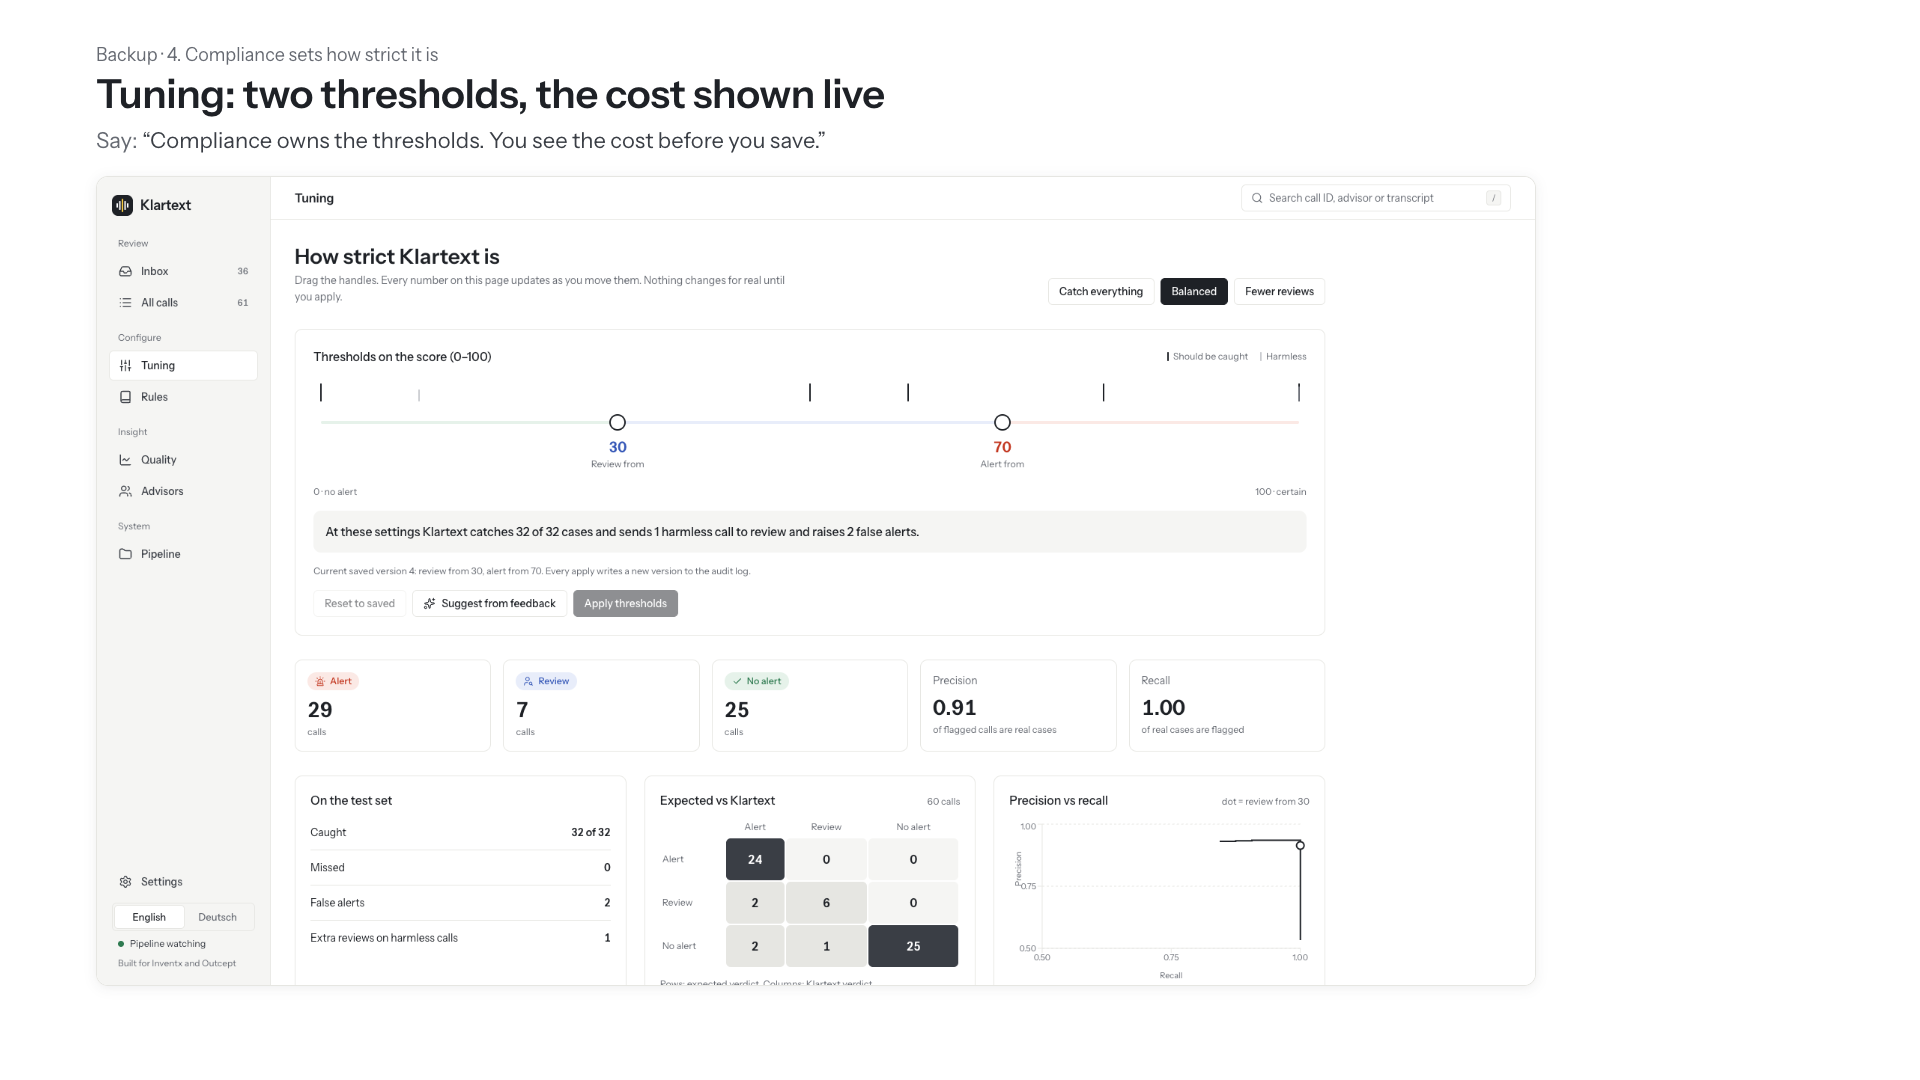 Backup · 4. Compliance sets how strict it is
Tuning: two thresholds, the cost shown live
Say: “Compliance owns the thresholds. You see the cost before you save.”
Klartext
Review
Inbox 36
All calls 61
Configure
Tuning
Rules
Insight
Quality
Advisors
System
Pipeline
Settings
English Deutsch
Pipeline watching
Built for Inventx and Outcept
Tuning
Search call ID, advisor or transcript /
How strict Klartext is
Drag the handles. Every number on this page updates as you move them. Nothing changes for real until
you apply.
Catch everything Balanced Fewer reviews
Thresholds on the score (0–100)
Should be caught Harmless
30 70
Review from Alert from
0 · no alert 100 · certain
At these settings Klartext catches 32 of 32 cases and sends 1 harmless call to review and raises 2 false alerts.
Current saved version 4: review from 30, alert from 70. Every apply writes a new version to the audit log.
Reset to saved Suggest from feedback Apply thresholds
Alert
29
calls
Review
7
calls
No alert
25
calls
Precision
0.91
of flagged calls are real cases
Recall
1.00
of real cases are flagged
On the test set
Caught 32 of 32
Missed 0
False alerts 2
Extra reviews on harmless calls 1
Expected vs Klartext 60 calls
Alert Review No alert
Alert 24 0 0
Review 2 6 0
No alert 2 1 25
Rows: expected verdict. Columns: Klartext verdict.
Precision vs recall dot = review from 30
1.00
Precision
0.75
0.50
0.50 0.75 1.00
Recall